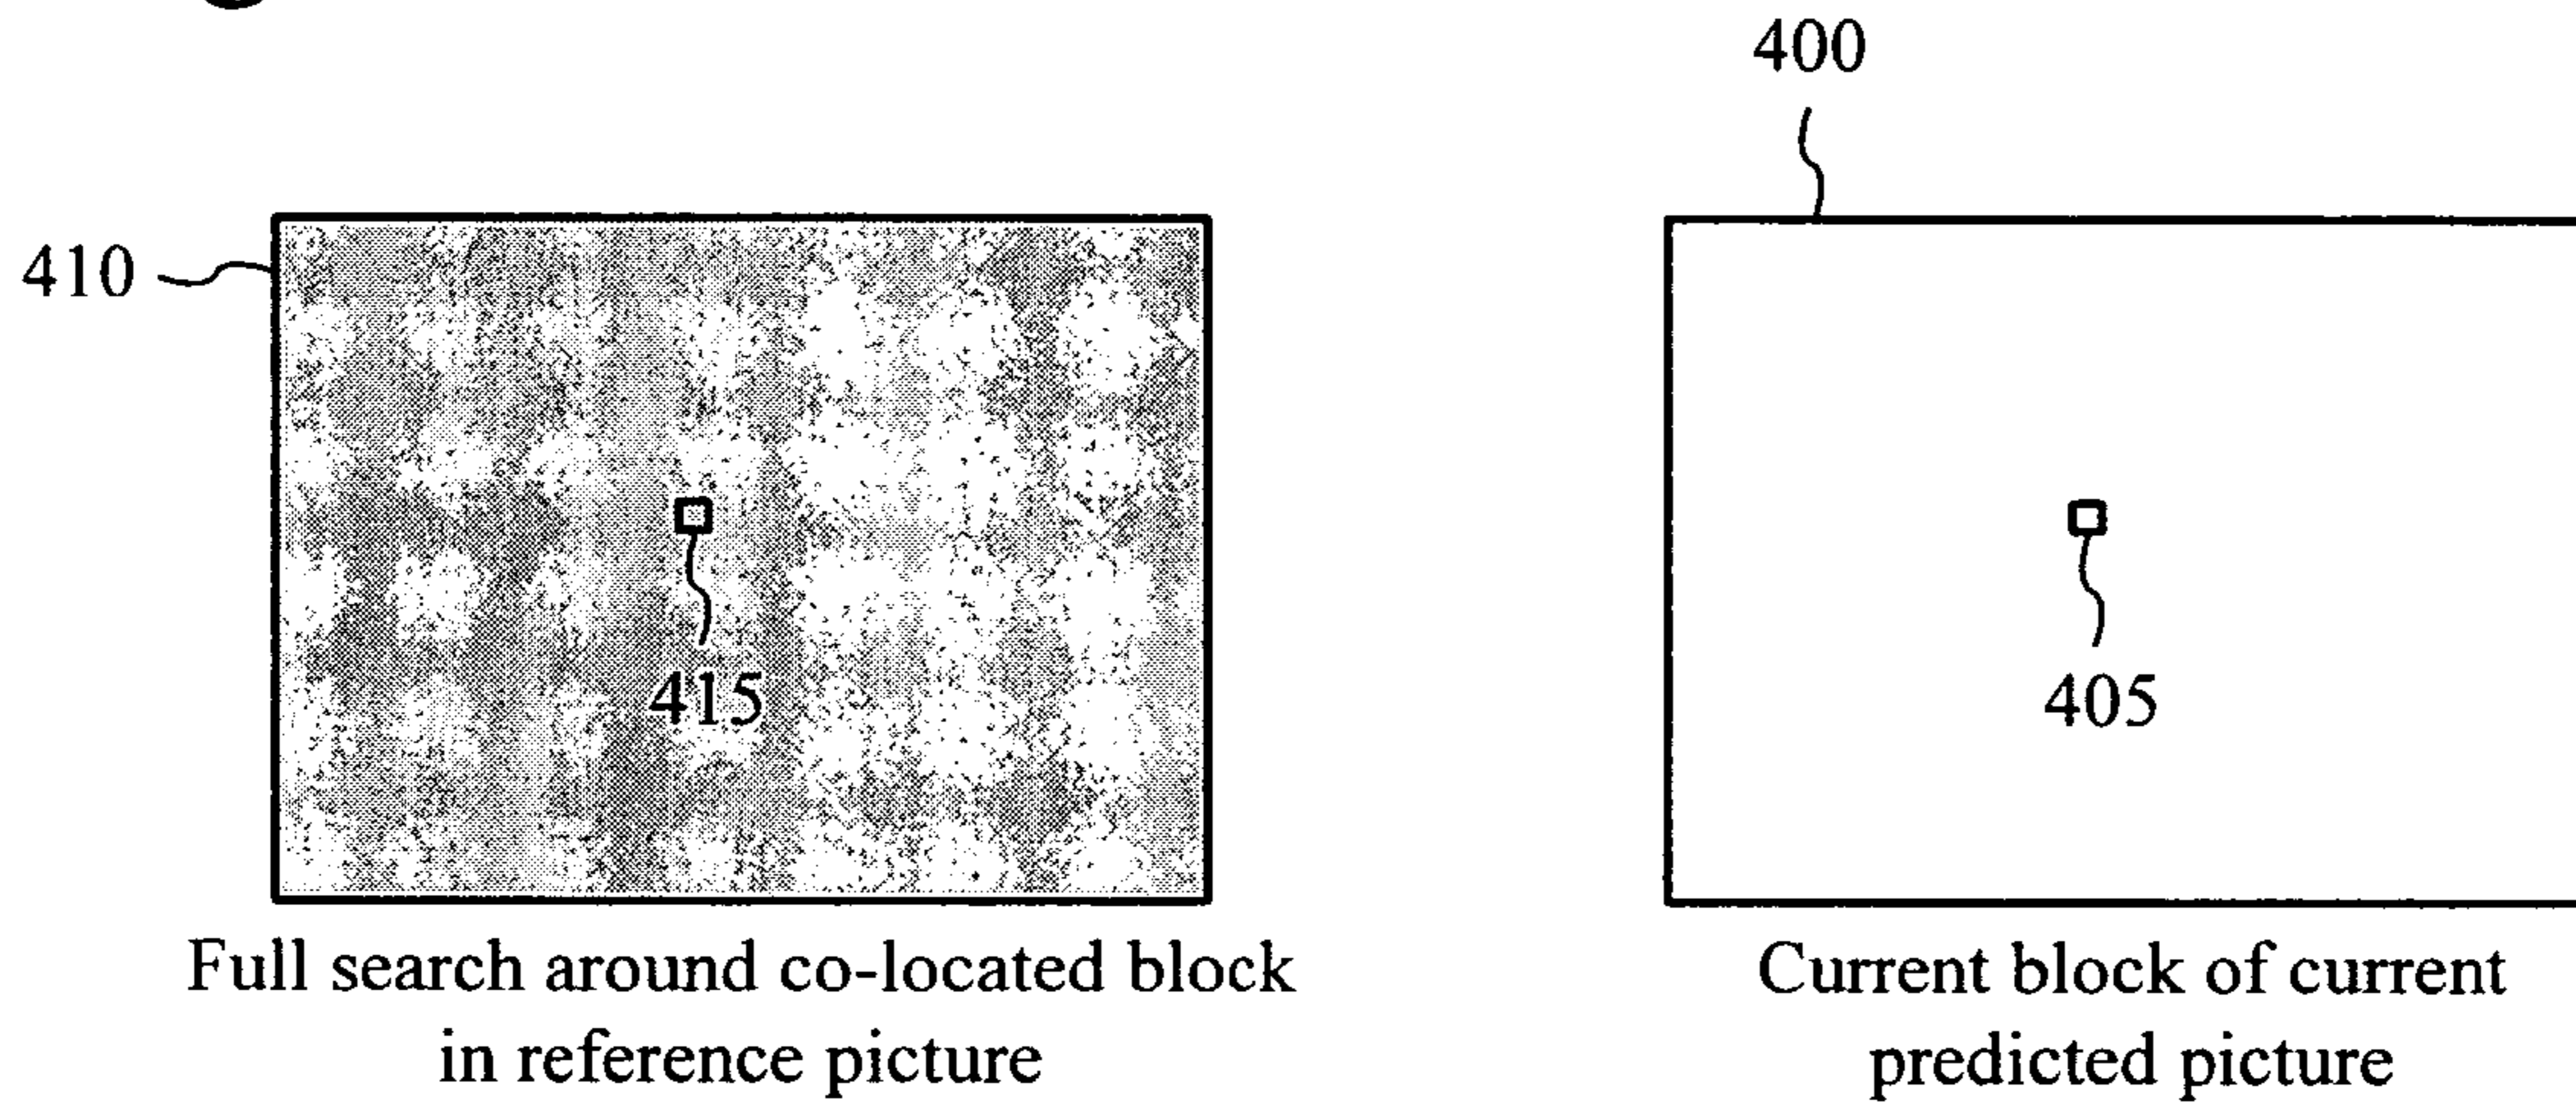 400
410
415
405
Full search around co-located block
in reference picture
Current block of current
predicted picture